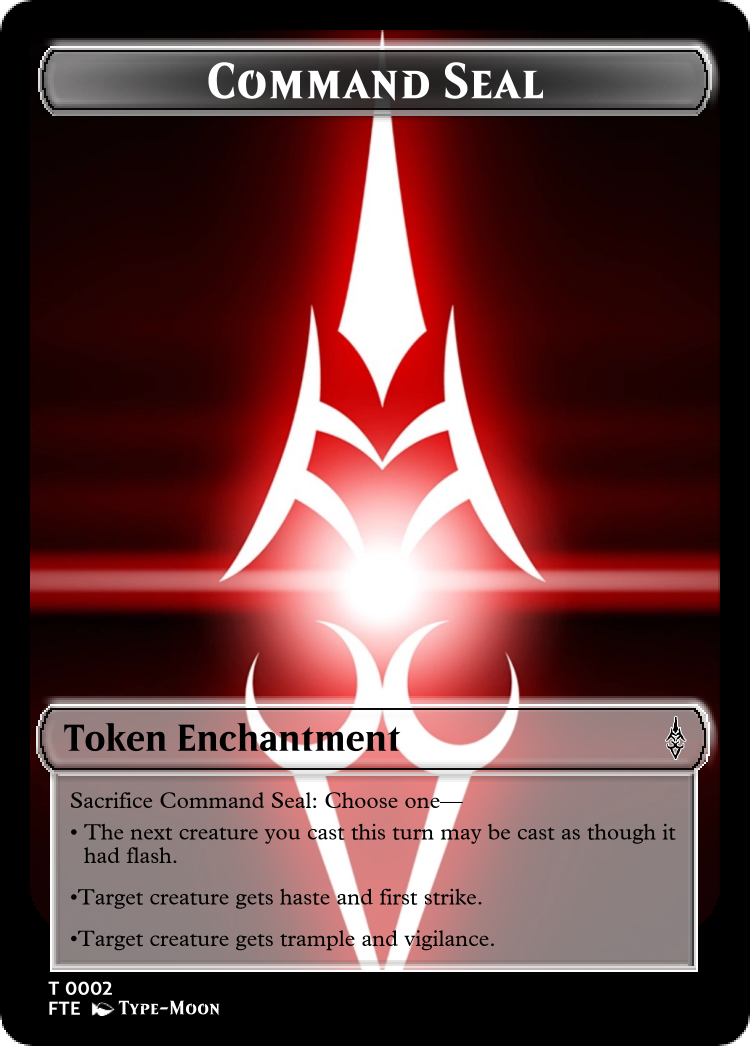 Command Seal
Token Enchantment
Sacrifice Command Seal: Choose one—
• The next creature you cast this turn may be cast as though it
had flash.
•Target creature gets haste and first strike.
•Target creature gets trample and vigilance.
T 0002
FTE Type-Moon